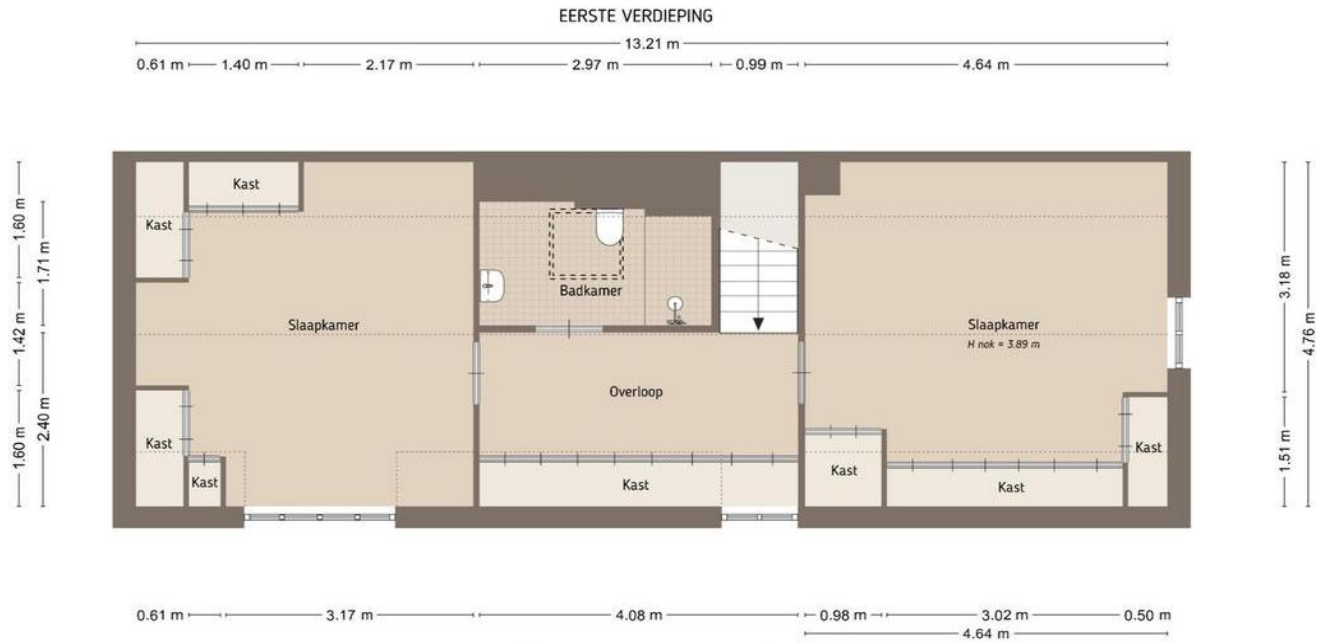 EERSTE VERDIEPING
13.21 m
0.61 m 1.40 m 2.17 m 2.97 m 0.99 m 4.64 m
1.60 m
1.42 m
1.60 m
1.71 m
2.40 m
Kast
Kast
Slaapkamer
Kast
Kast
Badkamer
Overloop
Kast
Slaapkamer
H nok = 3.89 m
Kast
Kast
Kast
3.18 m
1.51 m
4.76 m
0.61 m 3.17 m 4.08 m 0.98 m 3.02 m 0.50 m
4.64 m